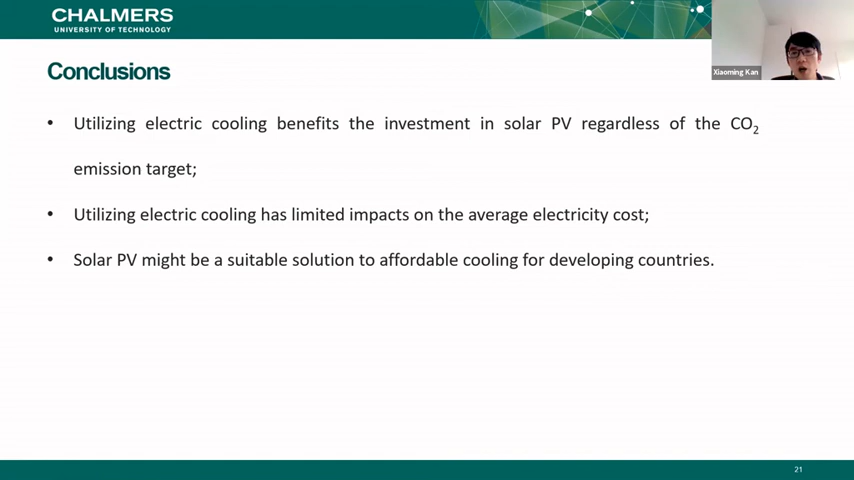 CHALMERS
UNIVERSITY OF TECHNOLOGY
Xiaoming Kan
Conclusions
• Utilizing electric cooling benefits the investment in solar PV regardless of the CO₂
emission target;
• Utilizing electric cooling has limited impacts on the average electricity cost;
• Solar PV might be a suitable solution to affordable cooling for developing countries.
21